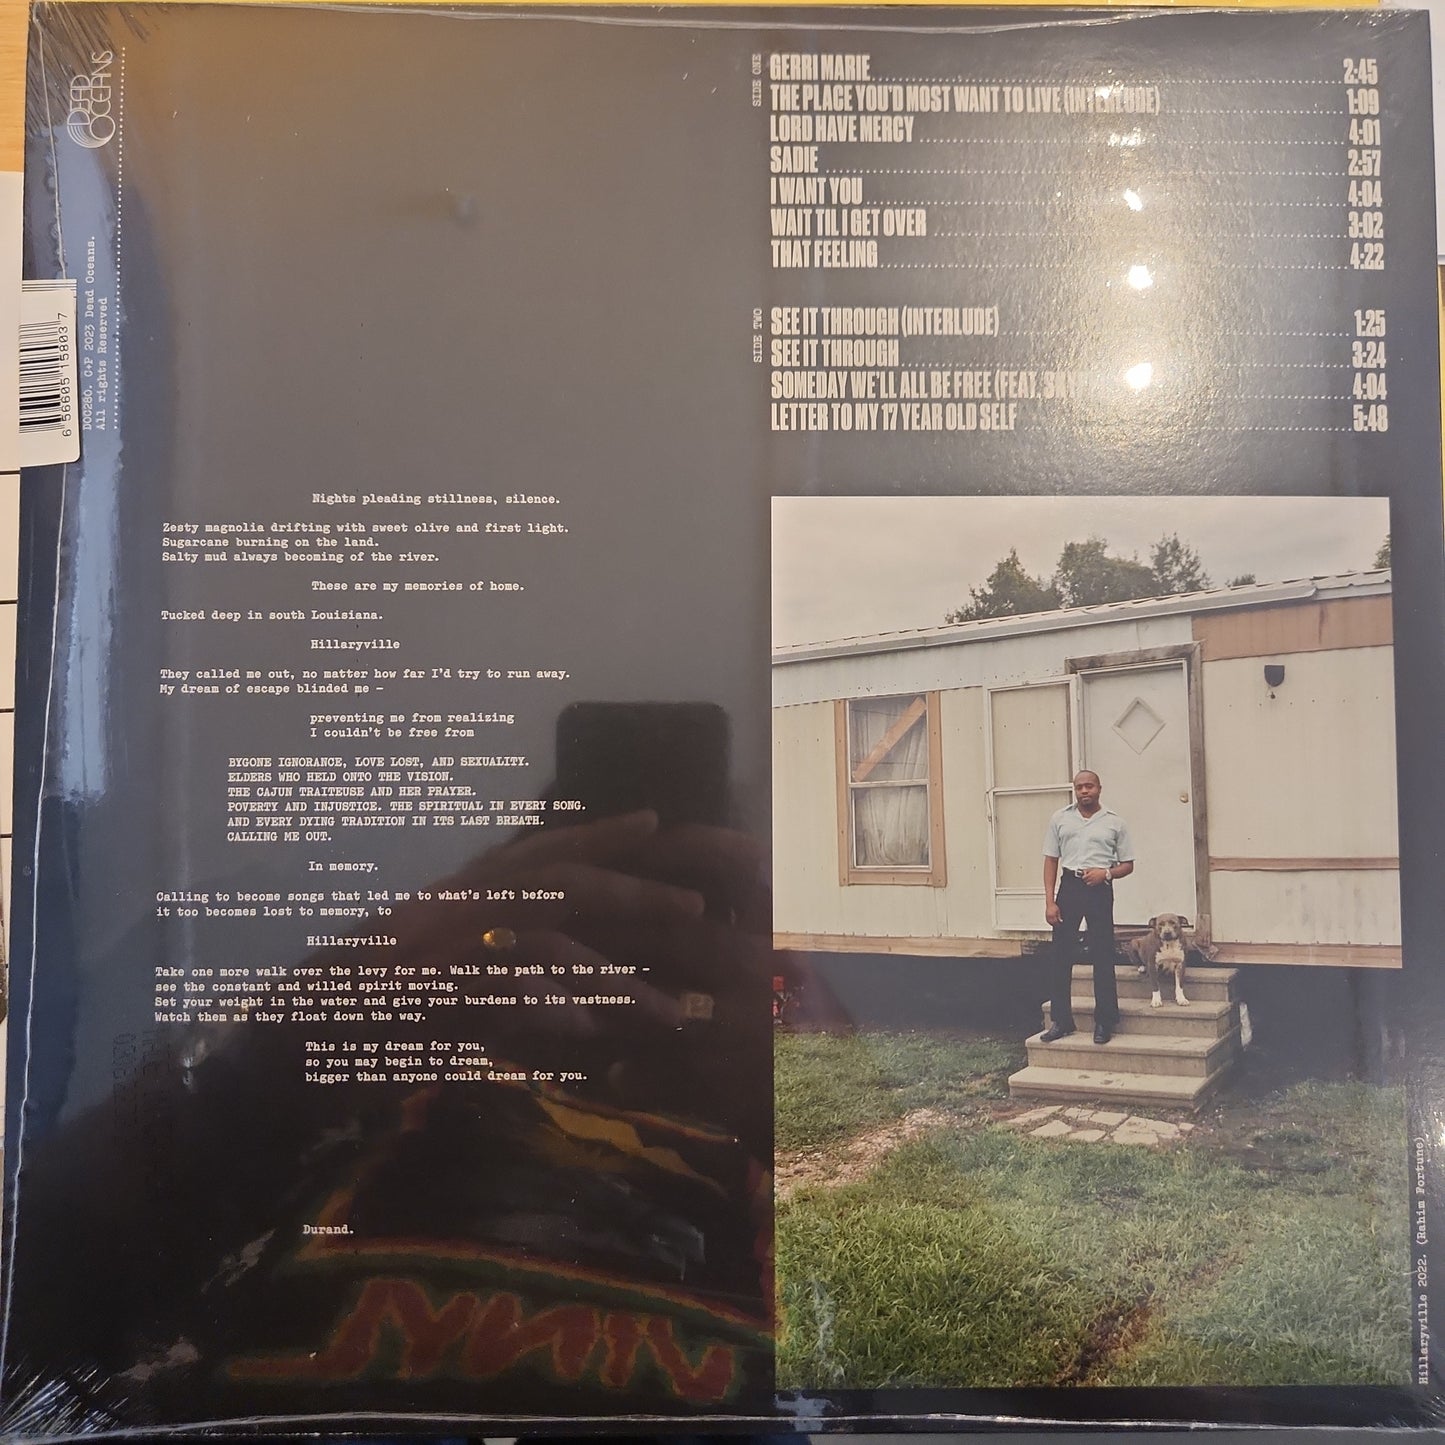 DEAD
OCEANS
DOC280. C+P 2023 Dead Oceans.
All rights Reserved
6 56605 15803 7
SIDE ONE
GERRI MARIE 2:45
THE PLACE YOU'D MOST WANT TO LIVE (INTERLUDE) 1:09
LORD HAVE MERCY 4:01
SADIE 2:57
I WANT YOU 4:04
WAIT TIL I GET OVER 3:02
THAT FEELING 4:22
SIDE TWO
SEE IT THROUGH (INTERLUDE) 1:25
SEE IT THROUGH 3:24
SOMEDAY WE'LL ALL BE FREE (FEAT. 4:04
LETTER TO MY 17 YEAR OLD SELF 5:48
Nights pleading stillness, silence.
Zesty magnolia drifting with sweet olive and first light.
Sugarcane burning on the land.
Salty mud always becoming of the river.
These are my memories of home.
Tucked deep in south Louisiana.
Hillaryville
They called me out, no matter how far I'd try to run away.
My dream of escape blinded me –
preventing me from realizing
I couldn't be free from
BYGONE IGNORANCE, LOVE LOST, AND SEXUALITY.
ELDERS WHO HELD ONTO THE VISION.
THE CAJUN TRAITEUSE AND HER PRAYER.
POVERTY AND INJUSTICE. THE SPIRITUAL IN EVERY SONG.
AND EVERY DYING TRADITION IN ITS LAST BREATH.
CALLING ME OUT.
In memory.
Calling to become songs that led me to what's left before
it too becomes lost to memory, to
Hillaryville
Take one more walk over the levy for me. Walk the path to the river –
see the constant and willed spirit moving.
Set your weight in the water and give your burdens to its vastness.
Watch them as they float down the way.
This is my dream for you,
so you may begin to dream,
bigger than anyone could dream for you.
Durand.
Hillaryville 2022. (Rahim Fortune)